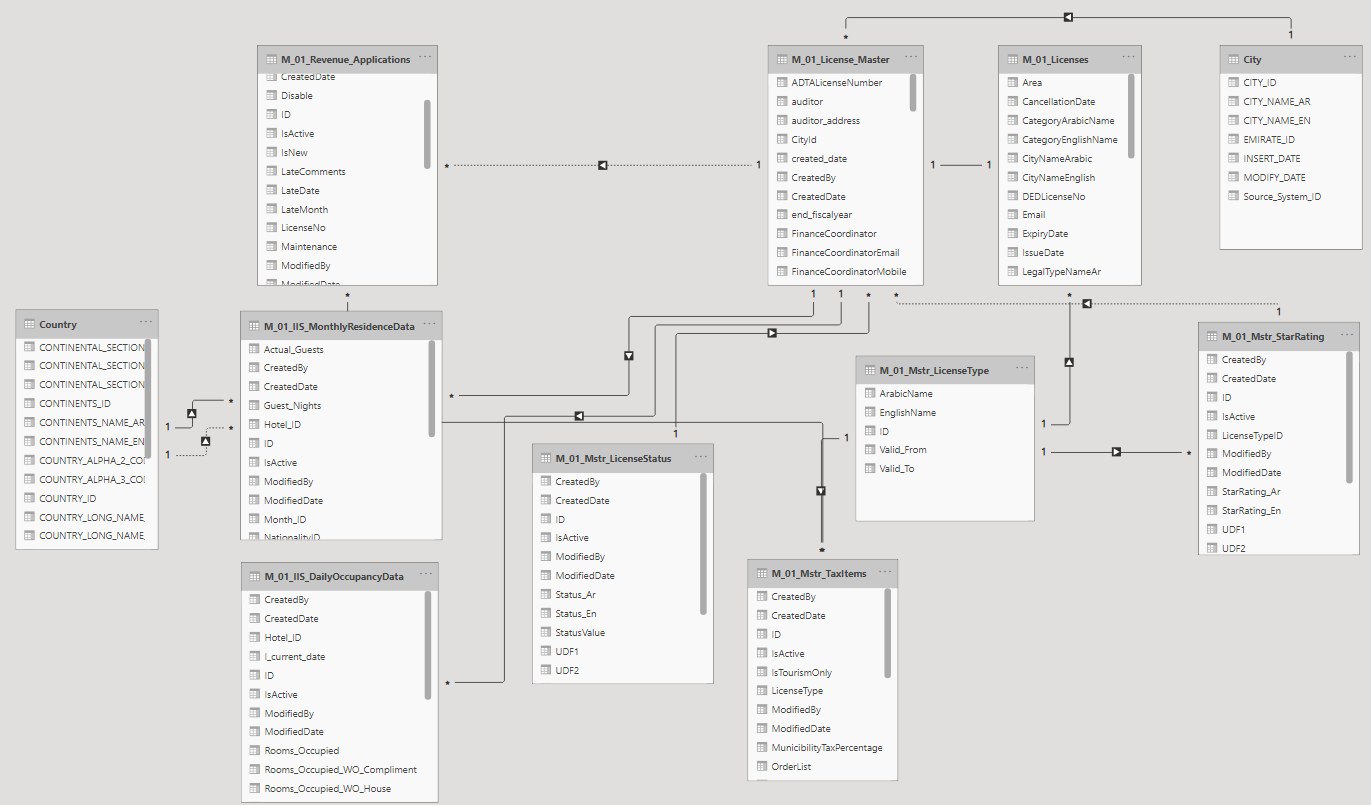 M_01_Revenue_Applications
CreatedDate
Disable
ID
IsActive
IsNew
LateComments
LateDate
LateMonth
LicenseNo
Maintenance
ModifiedBy
ModifiedDate
M_01_License_Master
ADTALicenseNumber
auditor
auditor_address
CityId
created_date
CreatedBy
CreatedDate
end_fiscalyear
FinanceCoordinator
FinanceCoordinatorEmail
FinanceCoordinatorMobile
M_01_Licenses
Area
CancellationDate
CategoryArabicName
CategoryEnglishName
CityNameArabic
CityNameEnglish
DEDLicenseNo
Email
ExpiryDate
IssueDate
LegalTypeNameAr
City
CITY_ID
CITY_NAME_AR
CITY_NAME_EN
EMIRATE_ID
INSERT_DATE
MODIFY_DATE
Source_System_ID
* 1
* 1
1 1
*
1 1 * *
*
1
Country
CONTINENTAL_SECTION
CONTINENTAL_SECTION
CONTINENTAL_SECTION
CONTINENTS_ID
CONTINENTS_NAME_AR
CONTINENTS_NAME_EN
COUNTRY_ALPHA_2_CO
COUNTRY_ALPHA_3_CO
COUNTRY_ID
COUNTRY_LONG_NAME_
COUNTRY_LONG_NAME_
1 *
1 *
M_01_IIS_MonthlyResidenceData
Actual_Guests
CreatedBy
CreatedDate
Guest_Nights
Hotel_ID
ID
IsActive
ModifiedBy
ModifiedDate
Month_ID
NationalityID
*
1
M_01_Mstr_LicenseStatus
CreatedBy
CreatedDate
ID
IsActive
ModifiedBy
ModifiedDate
Status_Ar
Status_En
StatusValue
UDF1
UDF2
M_01_Mstr_LicenseType
ArabicName
EnglishName
ID
Valid_From
Valid_To
1
1
1 *
M_01_Mstr_StarRating
CreatedBy
CreatedDate
ID
IsActive
LicenseTypeID
ModifiedBy
ModifiedDate
StarRating_Ar
StarRating_En
UDF1
UDF2
M_01_IIS_DailyOccupancyData
CreatedBy
CreatedDate
Hotel_ID
I_current_date
ID
IsActive
ModifiedBy
ModifiedDate
Rooms_Occupied
Rooms_Occupied_WO_Compliment
Rooms_Occupied_WO_House
*
*
M_01_Mstr_TaxItems
CreatedBy
CreatedDate
ID
IsActive
IsTourismOnly
LicenseType
ModifiedBy
ModifiedDate
MunicibilityTaxPercentage
OrderList